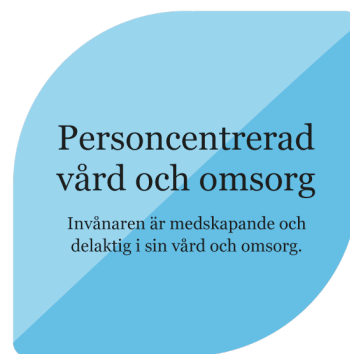 Personcentrerad
vård och omsorg
Invånaren är medskapande och
delaktig i sin vård och omsorg.